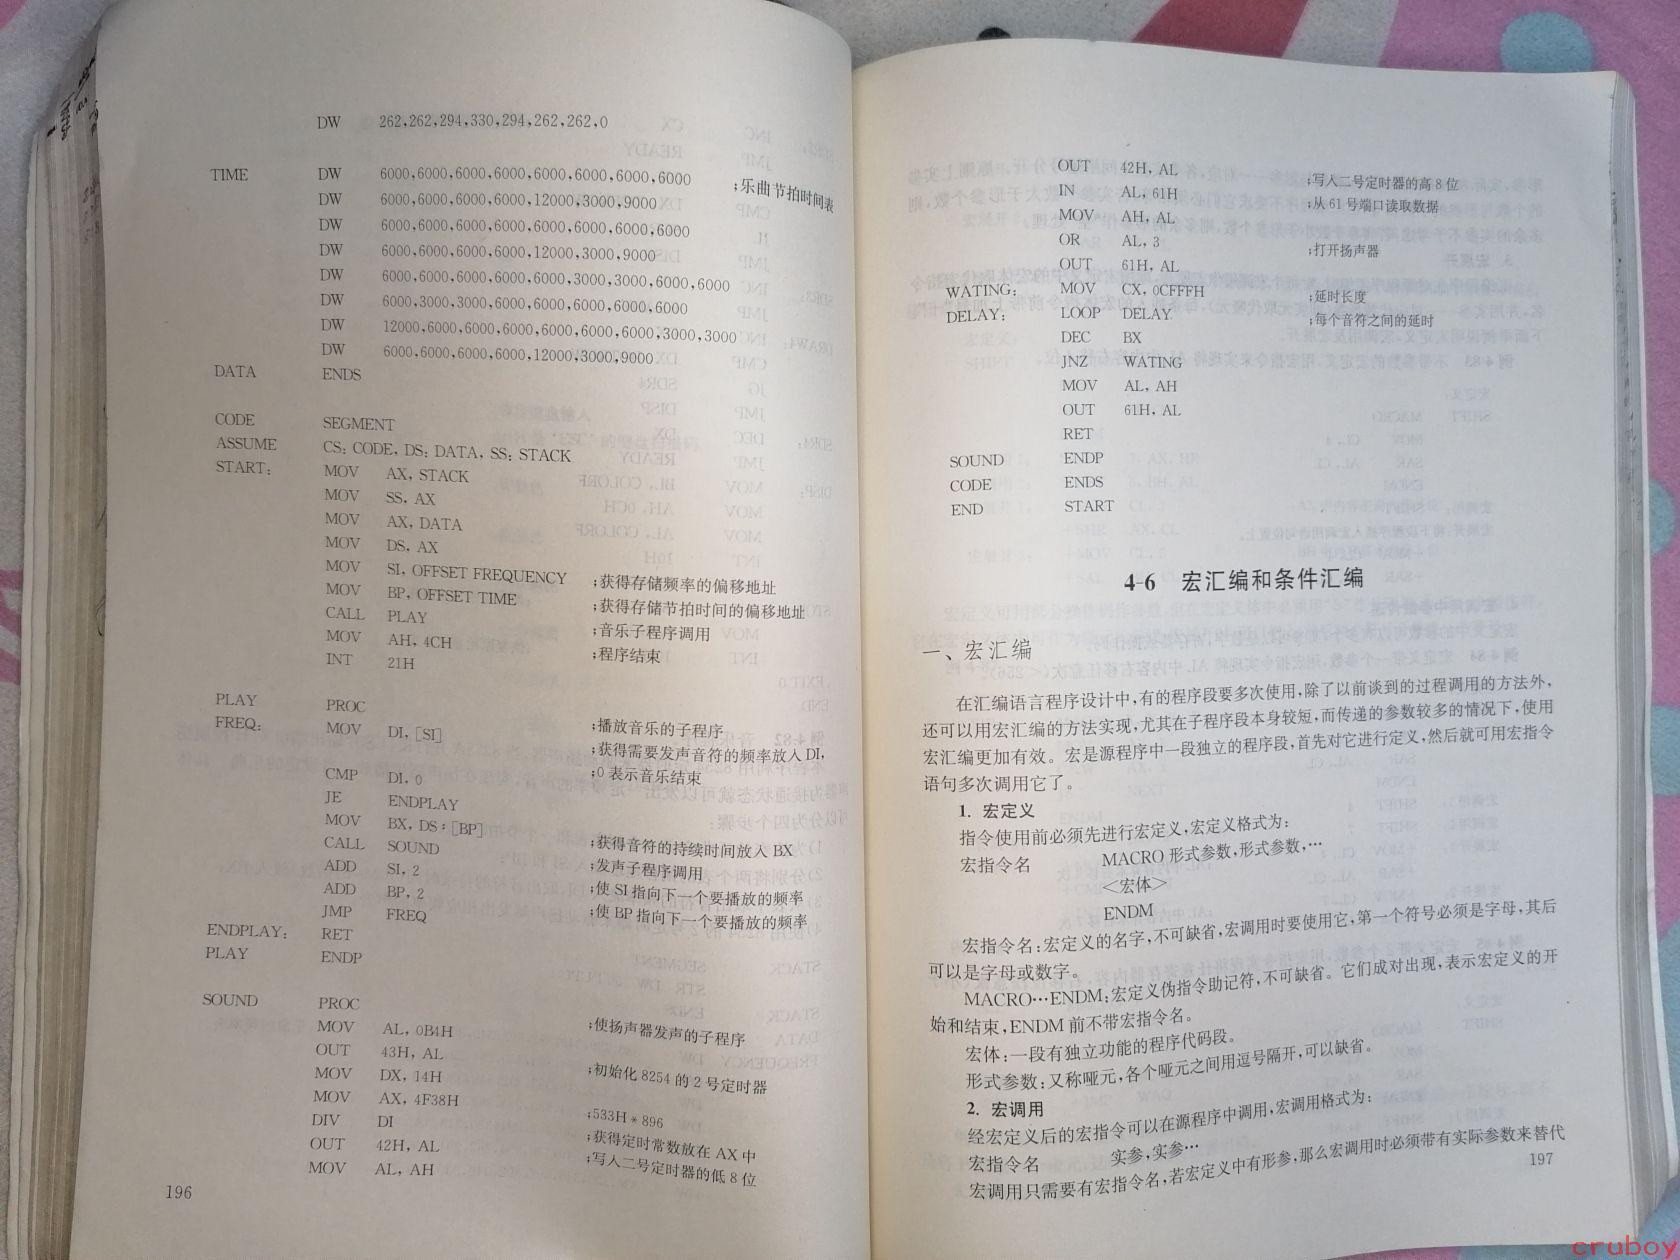 DW 262,262,294,330,294,262,262,0
TIME DW 6000,6000,6000,6000,6000,6000,6000,6000 ;乐曲节拍时间表
DW 6000,6000,6000,6000,12000,3000,9000
DW 6000,6000,6000,6000,6000,6000,6000,6000
DW 6000,6000,6000,6000,12000,3000,9000
DW 6000,6000,6000,6000,6000,3000,3000,6000,6000
DW 6000,3000,3000,6000,6000,6000,6000,6000
DW 12000,6000,6000,6000,6000,6000,6000,3000,3000
DW 6000,6000,6000,6000,12000,3000,9000
DATA ENDS
CODE SEGMENT
ASSUME CS: CODE, DS: DATA, SS: STACK
START: MOV AX, STACK
MOV SS, AX
MOV AX, DATA
MOV DS, AX
MOV SI, OFFSET FREQUENCY ;获得存储频率的偏移地址
MOV BP, OFFSET TIME ;获得存储节拍时间的偏移地址
CALL PLAY ;音乐子程序调用
MOV AH, 4CH ;程序结束
INT 21H
PLAY PROC ;播放音乐的子程序
FREQ: MOV DI, [SI] ;获得需要发声音符的频率放入 DI,
;0 表示音乐结束
CMP DI, 0
JE ENDPLAY
MOV BX, DS:[BP] ;获得音符的持续时间放入 BX
CALL SOUND ;发声子程序调用
ADD SI, 2 ;使 SI 指向下一个要播放的频率
ADD BP, 2 ;使 BP 指向下一个要播放的频率
JMP FREQ
ENDPLAY: RET
PLAY ENDP
SOUND PROC ;使扬声器发声的子程序
MOV AL, 0B4H
OUT 43H, AL ;初始化 8254 的 2 号定时器
MOV DX, 14H
MOV AX, 4F38H ;533H*896
DIV DI ;获得定时常数放在 AX 中
OUT 42H, AL ;写入二号定时器的低 8 位
MOV AL, AH
196
OUT 42H, AL ;写入二号定时器的高 8 位
IN AL, 61H ;从 61 号端口读取数据
MOV AH, AL
OR AL, 3 ;打开扬声器
OUT 61H, AL
WATING: MOV CX, 0CFFFH ;延时长度
DELAY: LOOP DELAY ;每个音符之间的延时
DEC BX
JNZ WATING
MOV AL, AH
OUT 61H, AL
RET
SOUND ENDP
CODE ENDS
END START
4-6 宏汇编和条件汇编
一、宏汇编
在汇编语言程序设计中,有的程序段要多次使用,除了以前谈到的过程调用的方法外,
还可以用宏汇编的方法实现,尤其在子程序段本身较短,而传递的参数较多的情况下,使用
宏汇编更加有效。宏是源程序中一段独立的程序段,首先对它进行定义,然后就可用宏指令
语句多次调用它了。
1. 宏定义
指令使用前必须先进行宏定义,宏定义格式为:
宏指令名 MACRO 形式参数,形式参数,…
<宏体>
ENDM
宏指令名:宏定义的名字,不可缺省,宏调用时要使用它,第一个符号必须是字母,其后
可以是字母或数字。
MACRO…ENDM:宏定义伪指令助记符,不可缺省。它们成对出现,表示宏定义的开
始和结束,ENDM 前不带宏指令名。
宏体:一段有独立功能的程序代码段。
形式参数:又称哑元,各个哑元之间用逗号隔开,可以缺省。
2. 宏调用
经宏定义后的宏指令可以在源程序中调用,宏调用格式为:
宏指令名 实参,实参…
宏调用只需要有宏指令名,若宏定义中有形参,那么宏调用时必须带有实际参数来替代
197
cruboy